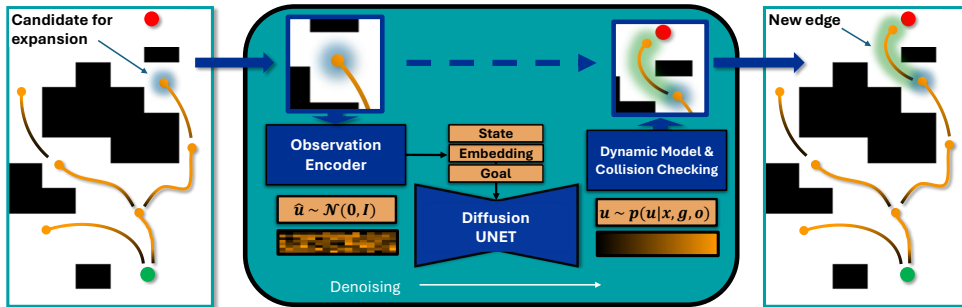 Candidate for
expansion
Observation
Encoder
State
Embedding
Goal
Dynamic Model &
Collision Checking
û ~ 𝒩(0, I)
Diffusion
UNET
u ~ p(u|x, g, o)
Denoising
New edge